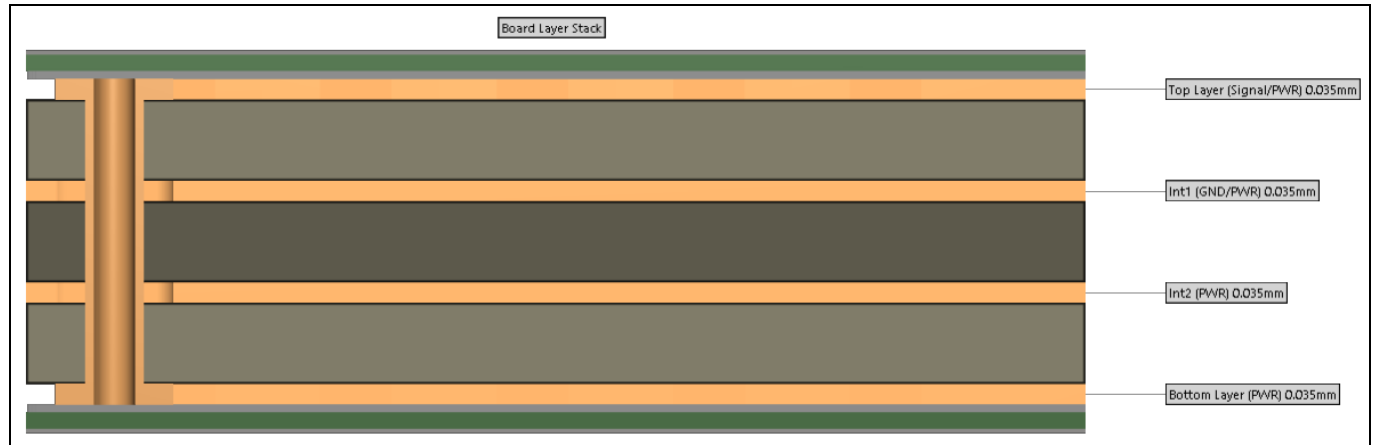 Board Layer Stack
Top Layer (Signal/PWR) 0.035mm
Int1 (GND/PWR) 0.035mm
Int2 (PWR) 0.035mm
Bottom Layer (PWR) 0.035mm